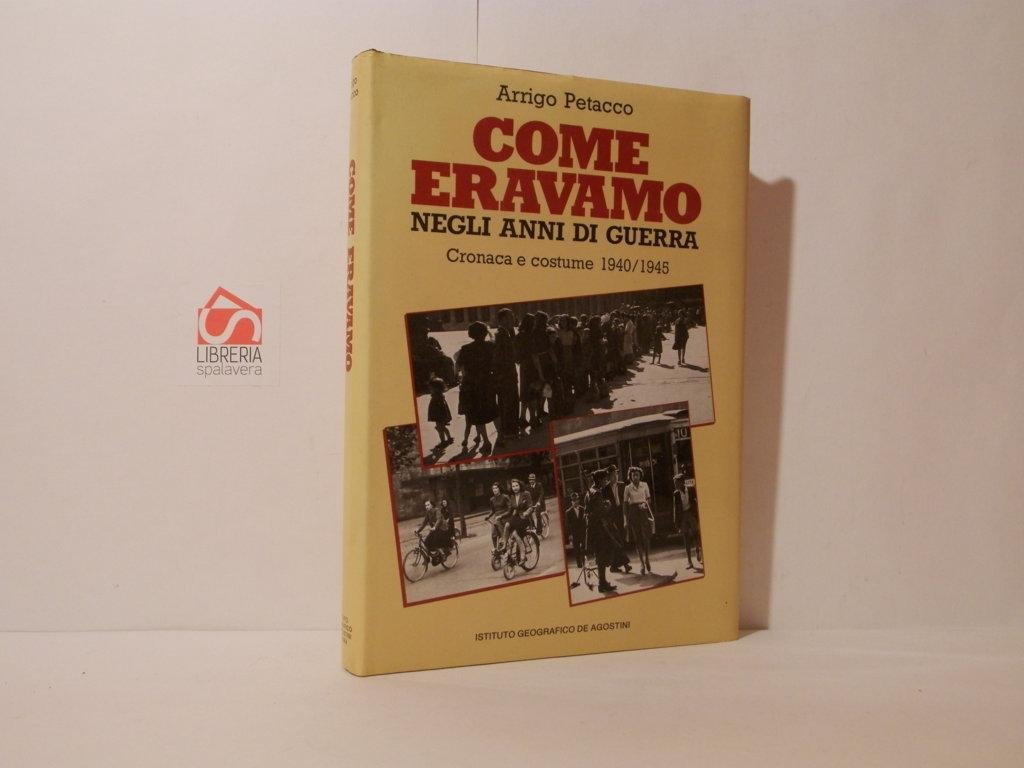 Arrigo Petacco
COME
ERAVAMO
NEGLI ANNI DI GUERRA
Cronaca e costume 1940/1945
ISTITUTO GEOGRAFICO DE AGOSTINI
COME ERAVAMO
LIBRERIA
spalavera